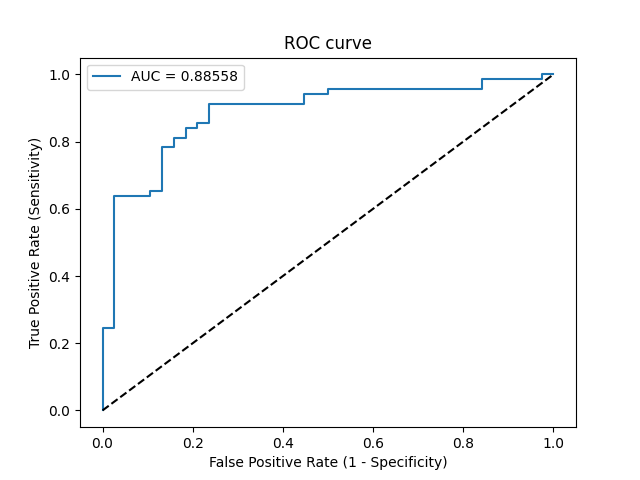 ROC curve
AUC = 0.88558
1.0
0.8
0.6
0.4
0.2
0.0
True Positive Rate (Sensitivity)
0.0 0.2 0.4 0.6 0.8 1.0
False Positive Rate (1 - Specificity)